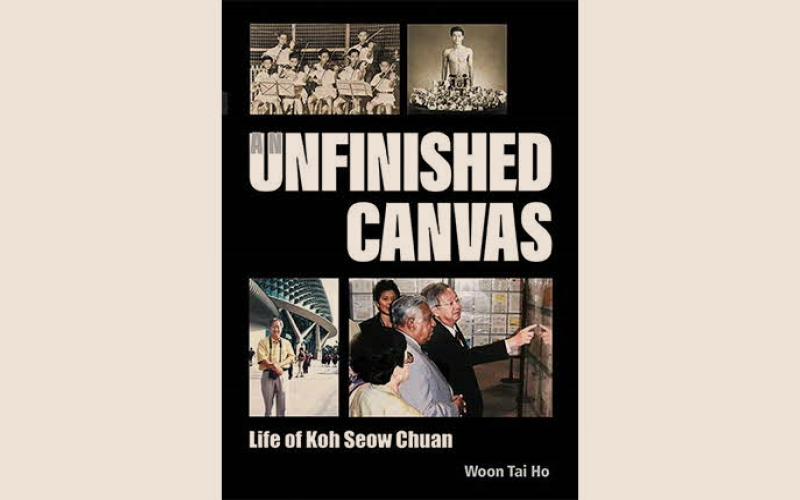 AN
UNFINISHED
CANVAS
Life of Koh Seow Chuan
Woon Tai Ho